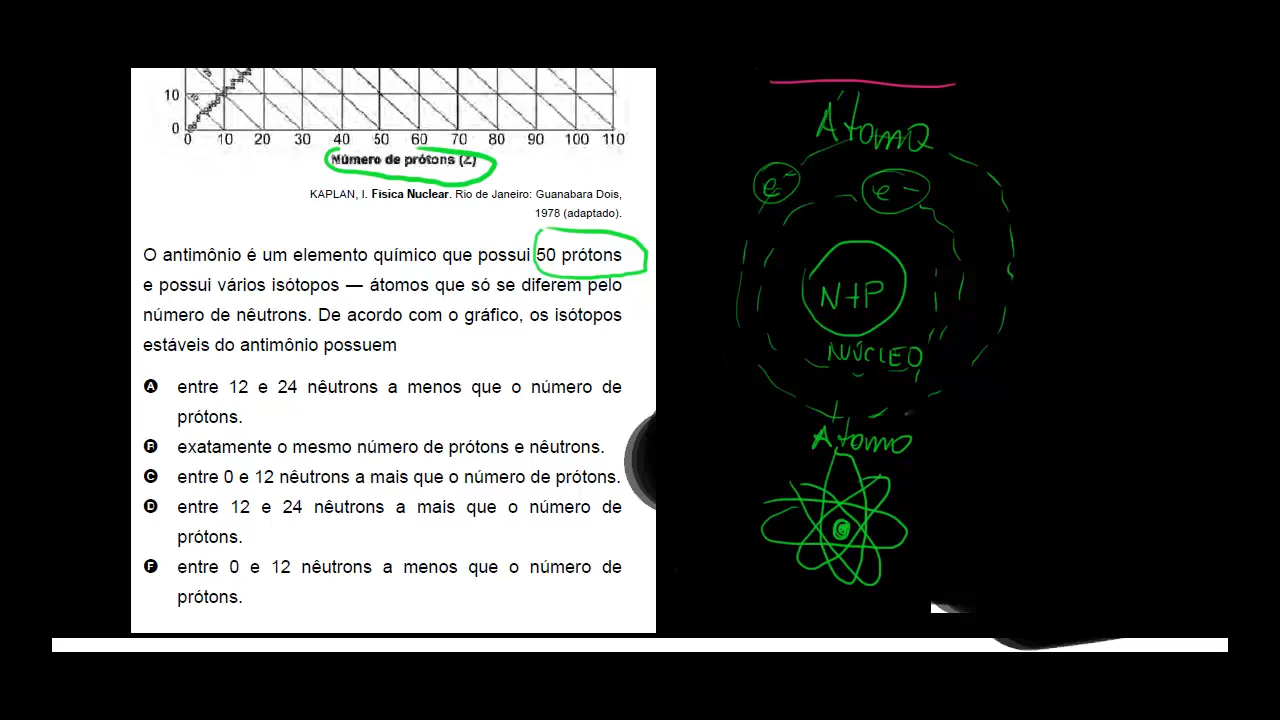 10
0
0 10 20 30 40 50 60 70 80 90 100 110
Número de prótons (Z)
KAPLAN, I. Física Nuclear. Rio de Janeiro: Guanabara Dois,
1978 (adaptado).
O antimônio é um elemento químico que possui 50 prótons
e possui vários isótopos — átomos que só se diferem pelo
número de nêutrons. De acordo com o gráfico, os isótopos
estáveis do antimônio possuem
A entre 12 e 24 nêutrons a menos que o número de
prótons.
B exatamente o mesmo número de prótons e nêutrons.
C entre 0 e 12 nêutrons a mais que o número de prótons.
D entre 12 e 24 nêutrons a mais que o número de
prótons.
E entre 0 e 12 nêutrons a menos que o número de
prótons.
Átomo
e- e-
N+P
NÚCLEO
Átomo